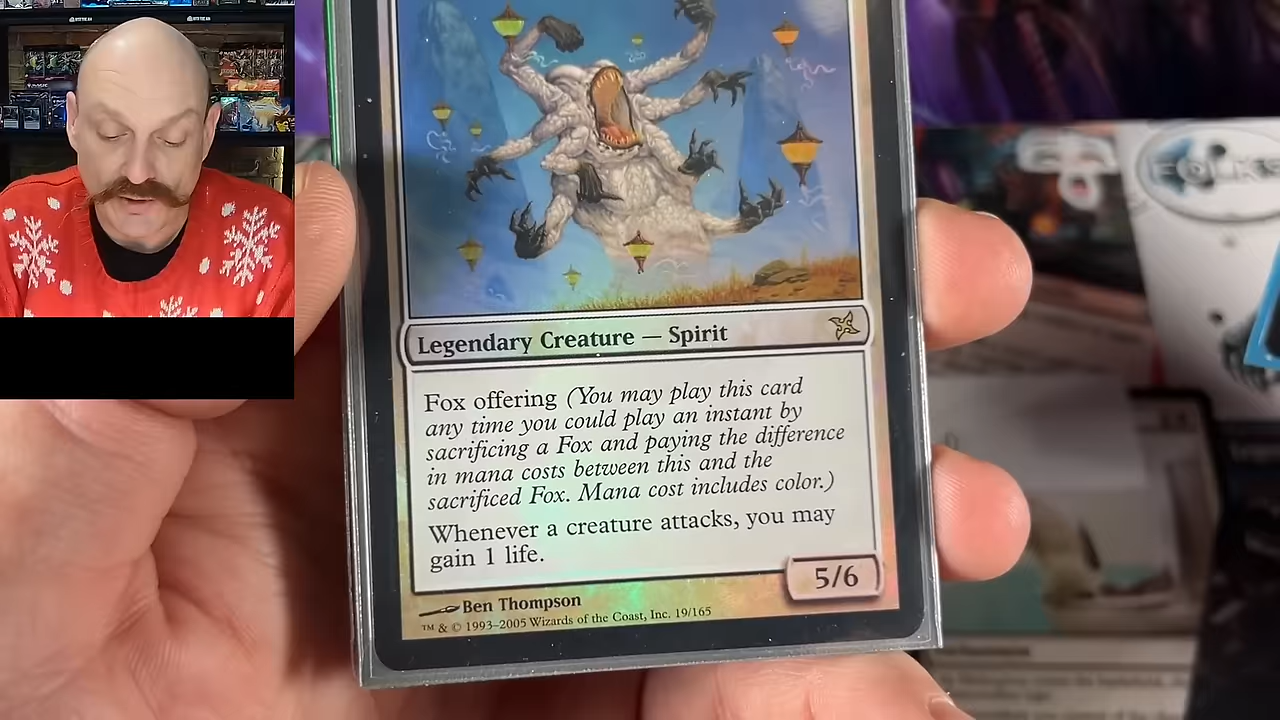 Legendary Creature — Spirit
Fox offering (You may play this card
any time you could play an instant by
sacrificing a Fox and paying the difference
in mana costs between this and the
sacrificed Fox. Mana cost includes color.)
Whenever a creature attacks, you may
gain 1 life.
5/6
Ben Thompson
™ & © 1993–2005 Wizards of the Coast, Inc. 19/165